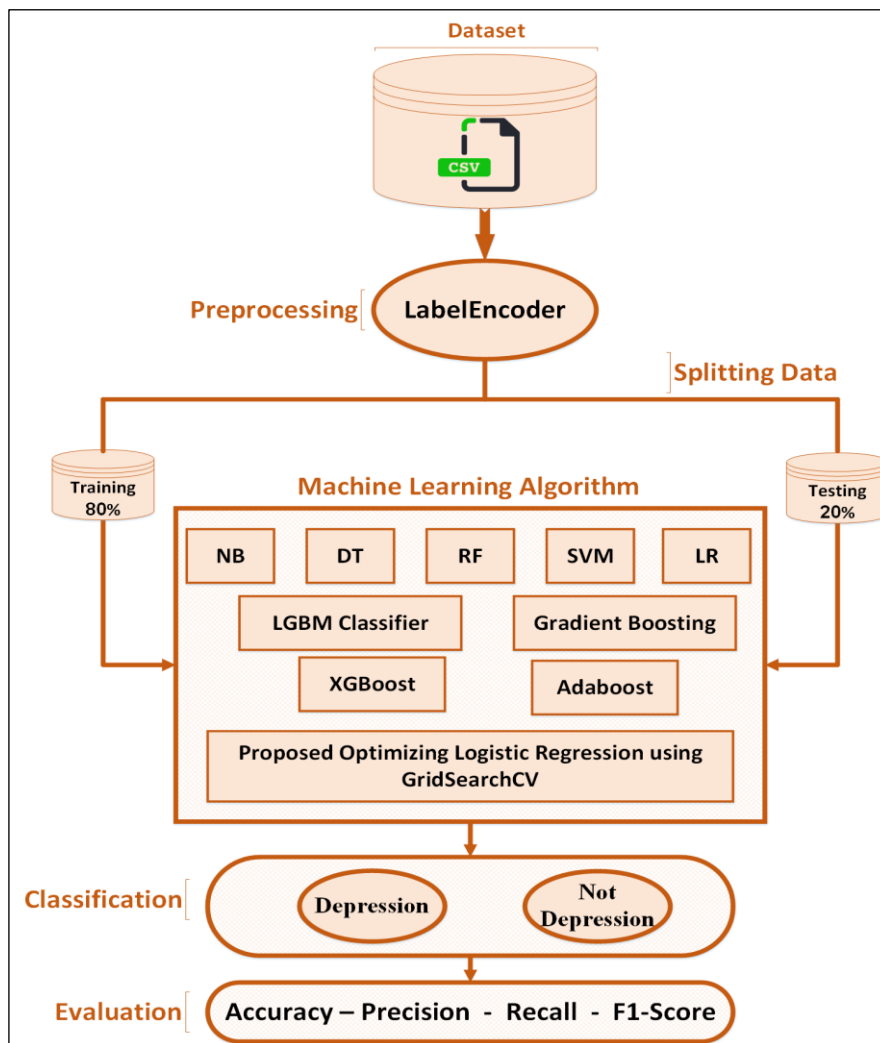 Dataset
CSV
Preprocessing
LabelEncoder
Splitting Data
Training
80%
Testing
20%
Machine Learning Algorithm
NB
DT
RF
SVM
LR
LGBM Classifier
Gradient Boosting
XGBoost
Adaboost
Proposed Optimizing Logistic Regression using
GridSearchCV
Classification
Depression
Not
Depression
Evaluation
Accuracy – Precision - Recall - F1-Score